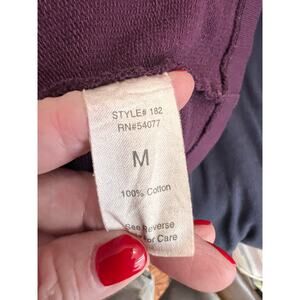 STYLE# 182
RN#54077
M
100% Cotton
See Reverse
For Care